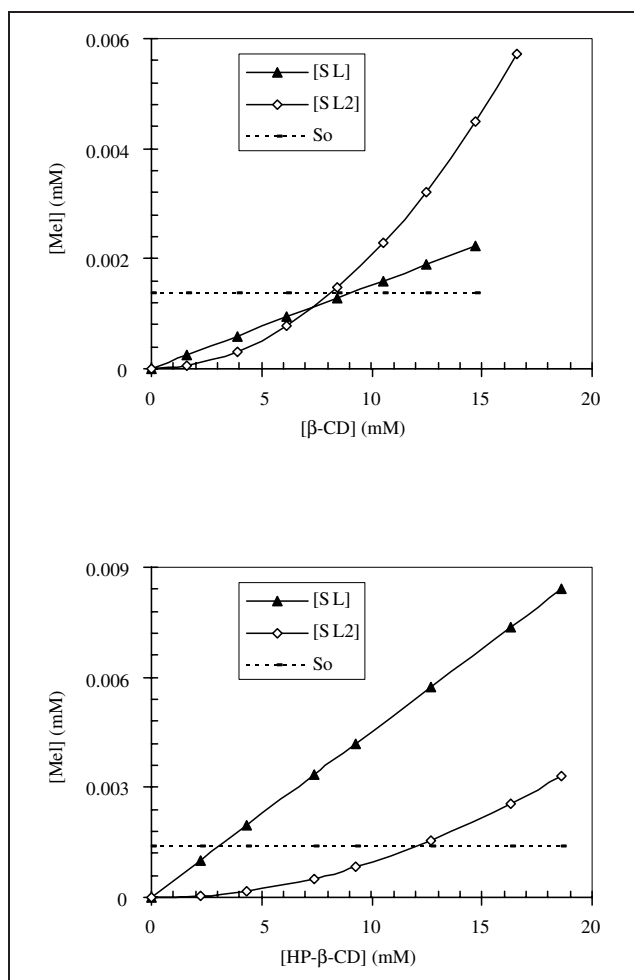 0.006
0.004
0.002
0
[Mel] (mM)
[S L]
[S L2]
So
0 5 10 15 20
[β-CD] (mM)
0.009
0.006
0.003
0
[Mel] (mM)
[S L]
[S L2]
So
0 5 10 15 20
[HP-β-CD] (mM)